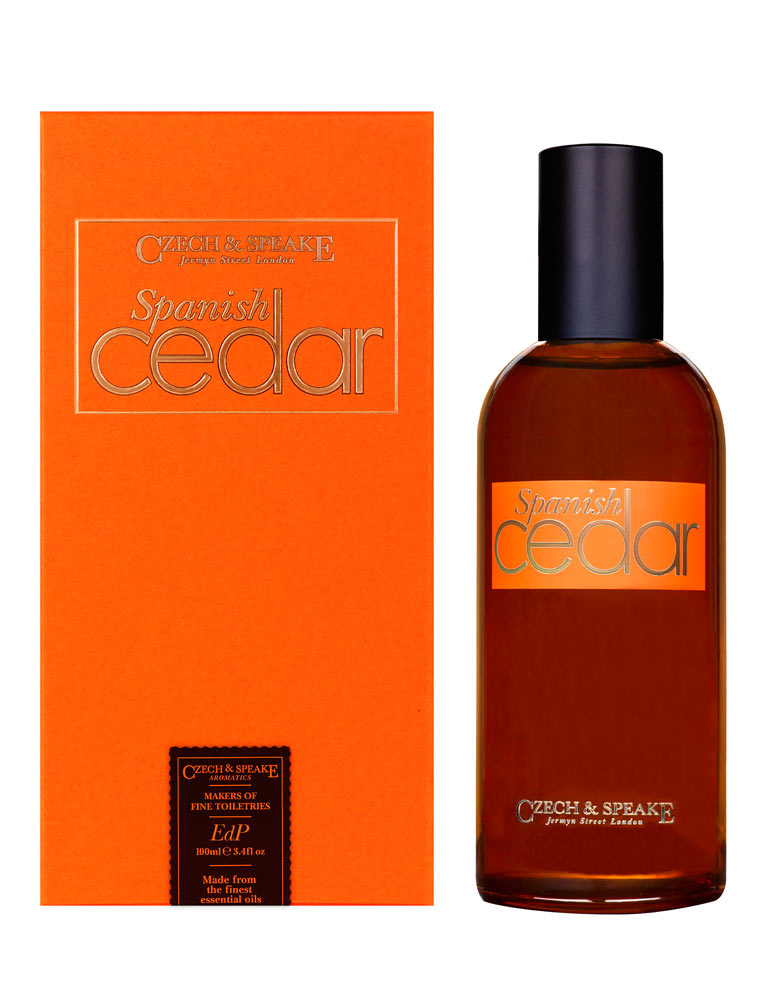 CZECH & SPEAKE
Jermyn Street London
Spanish
cedar
CZECH & SPEAKE
AROMATICS
MAKERS OF
FINE TOILETRIES
EdP
100ml ℮ 3.4fl oz
Made from
the finest
essential oils
Spanish
cedar
CZECH & SPEAKE
Jermyn Street London